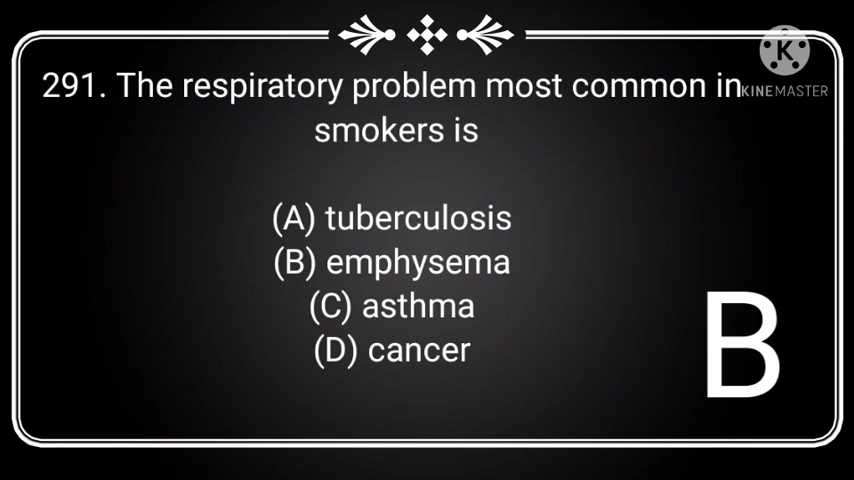 291. The respiratory problem most common in
smokers is
K
KINEMASTER
(A) tuberculosis
(B) emphysema
(C) asthma
(D) cancer
B